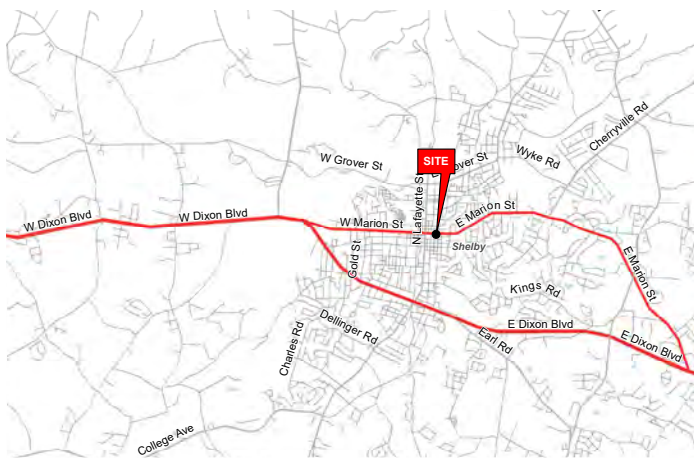 Cherryville Rd
W Grover St
SITE
over St
Wyke Rd
W Dixon Blvd
W Dixon Blvd
W Marion St
N Lafayette S
E Marion St
Shelby
Gold St
E Marion St
Kings Rd
Dellinger Rd
Charles Rd
Earl Rd
E Dixon Blvd
E Dixon Blvd
College Ave